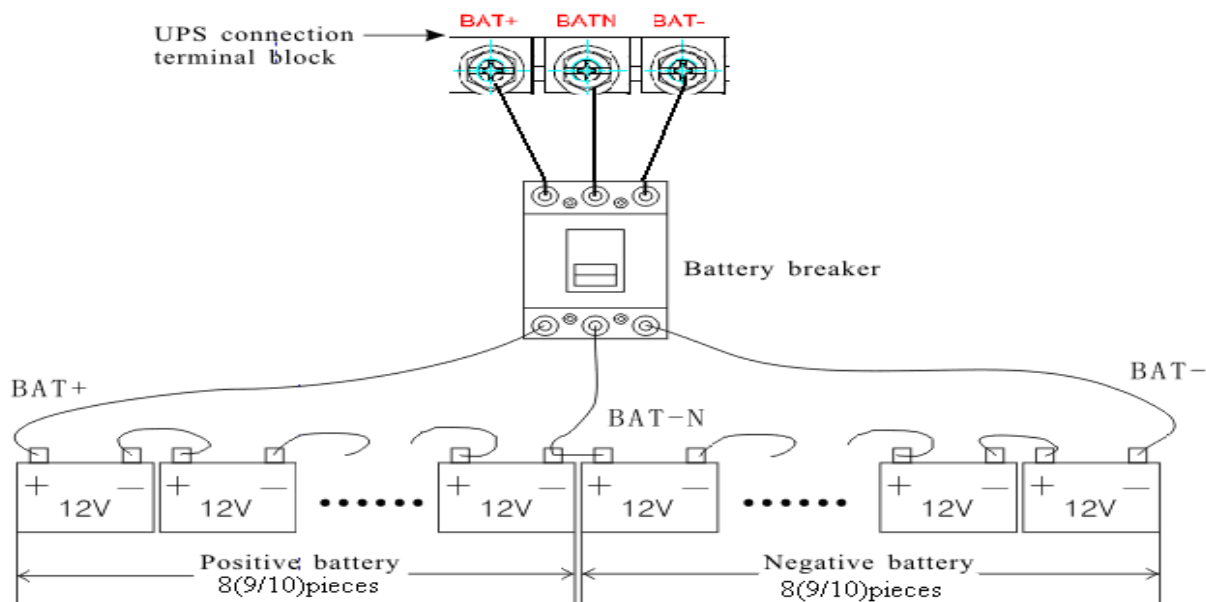 BAT+ BATN BAT-
UPS connection
terminal block
Battery breaker
BAT+
BAT-N
BAT-
+ — + — + — + — + — + —
12V 12V 12V 12V 12V 12V
Positive battery
8(9/10)pieces
Negative battery
8(9/10)pieces